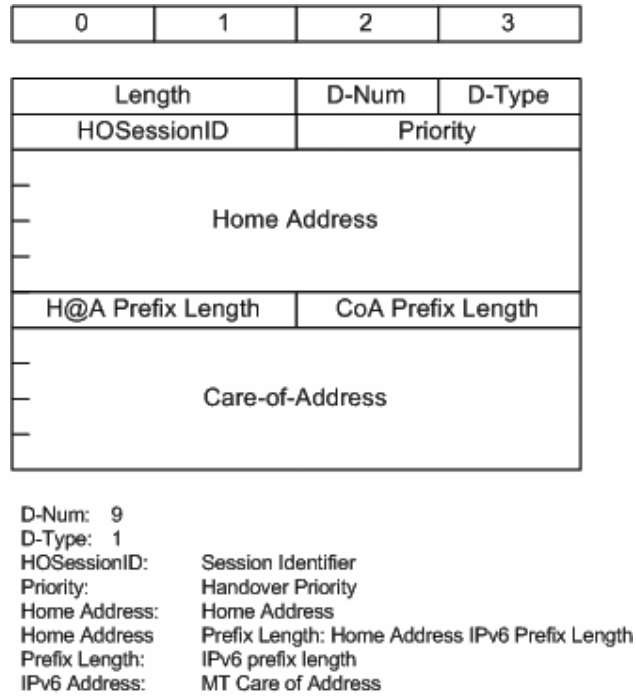 0 1 2 3
Length D-Num D-Type
HOSessionID Priority
Home Address
H@A Prefix Length CoA Prefix Length
Care-of-Address
D-Num: 9
D-Type: 1
HOSessionID: Session Identifier
Priority: Handover Priority
Home Address: Home Address
Home Address Prefix Length: Home Address IPv6 Prefix Length
Prefix Length: IPv6 prefix length
IPv6 Address: MT Care of Address